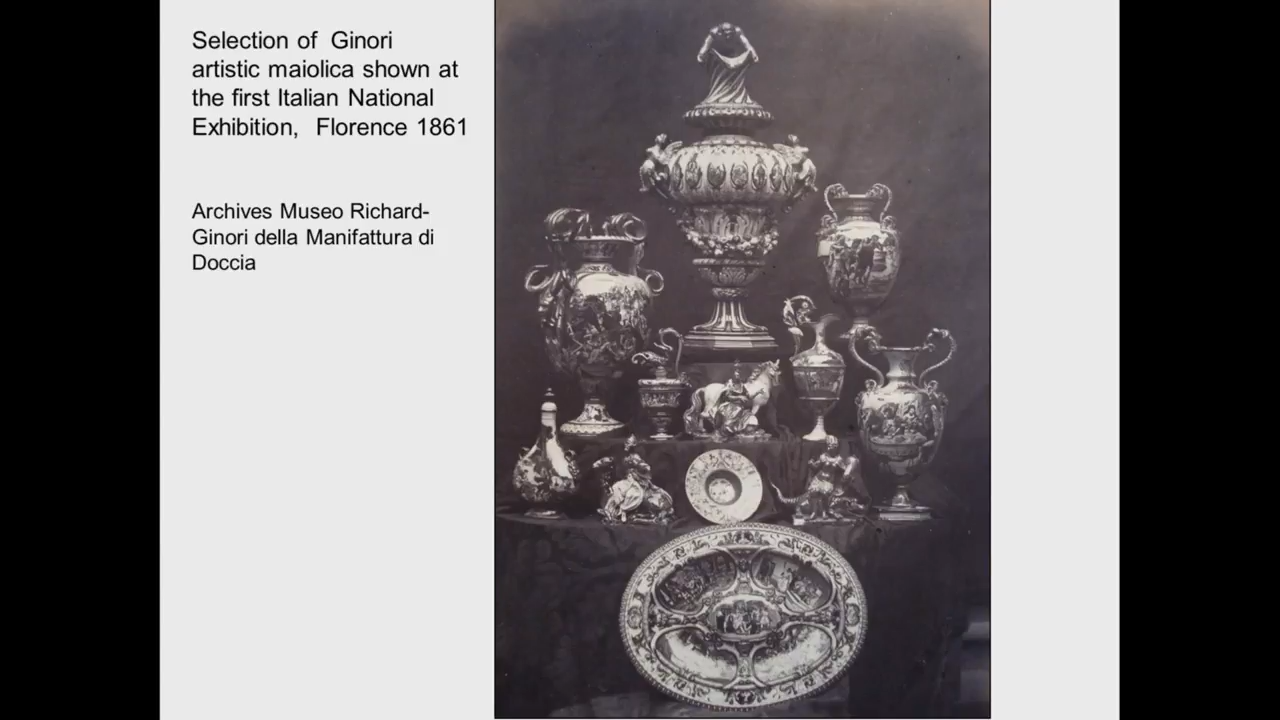 Selection of Ginori
artistic maiolica shown at
the first Italian National
Exhibition, Florence 1861
Archives Museo Richard-
Ginori della Manifattura di
Doccia